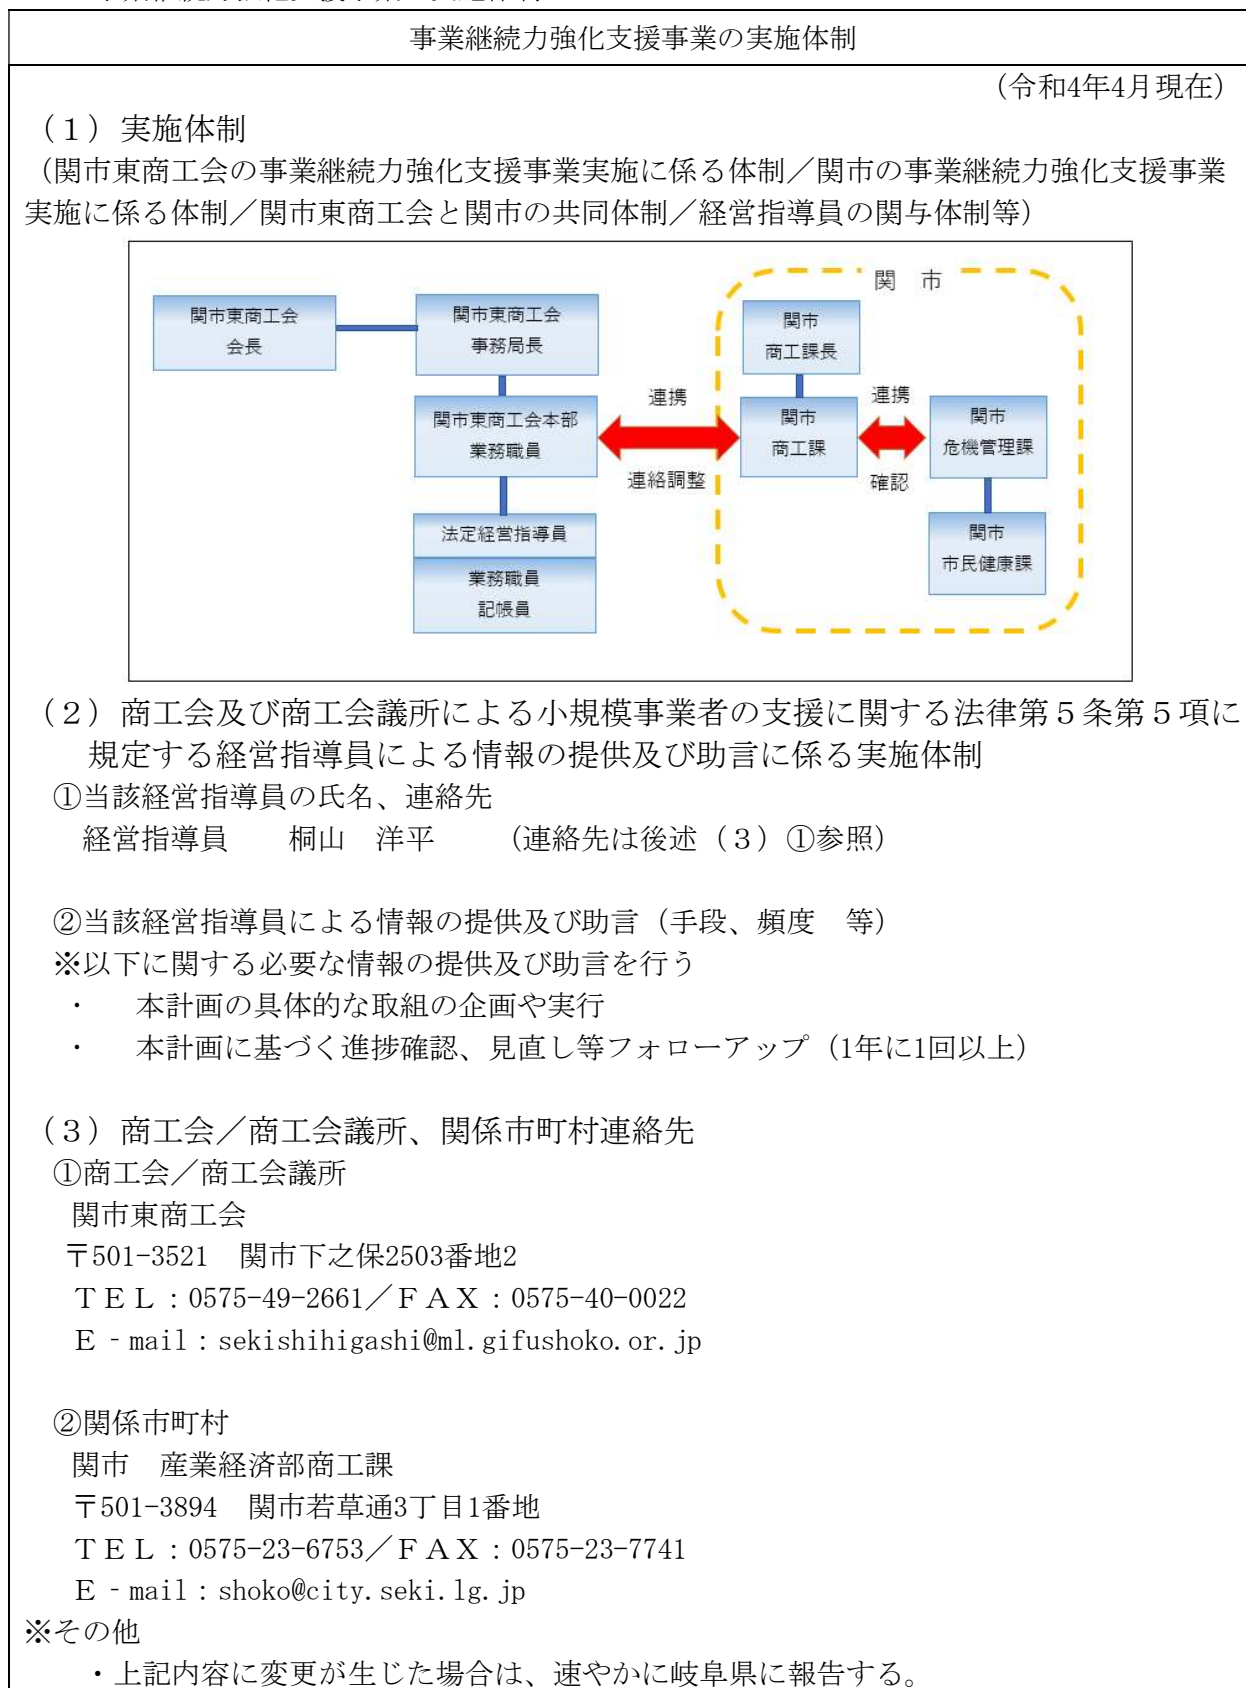 事業継続力強化支援事業の実施体制
（令和4年4月現在）
（１）実施体制
（関市東商工会の事業継続力強化支援事業実施に係る体制／関市の事業継続力強化支援事業
実施に係る体制／関市東商工会と関市の共同体制／経営指導員の関与体制等）
関市東商工会
会長
関市東商工会
事務局長
関市東商工会本部
業務職員
法定経営指導員
業務職員
記帳員
連携
連絡調整
関　市
関市
商工課長
関市
商工課
連携
確認
関市
危機管理課
関市
市民健康課
（２）商工会及び商工会議所による小規模事業者の支援に関する法律第５条第５項に
規定する経営指導員による情報の提供及び助言に係る実施体制
①当該経営指導員の氏名、連絡先
経営指導員　　桐山　洋平　　（連絡先は後述（３）①参照）
②当該経営指導員による情報の提供及び助言（手段、頻度　等）
※以下に関する必要な情報の提供及び助言を行う
・　本計画の具体的な取組の企画や実行
・　本計画に基づく進捗確認、見直し等フォローアップ（1年に1回以上）
（３）商工会／商工会議所、関係市町村連絡先
①商工会／商工会議所
関市東商工会
〒501-3521　関市下之保2503番地2
ＴＥＬ：0575-49-2661／ＦＡＸ：0575-40-0022
Ｅ‐mail：sekishihigashi@ml.gifushoko.or.jp
②関係市町村
関市　産業経済部商工課
〒501-3894　関市若草通3丁目1番地
ＴＥＬ：0575-23-6753／ＦＡＸ：0575-23-7741
Ｅ‐mail：shoko@city.seki.lg.jp
※その他
・上記内容に変更が生じた場合は、速やかに岐阜県に報告する。